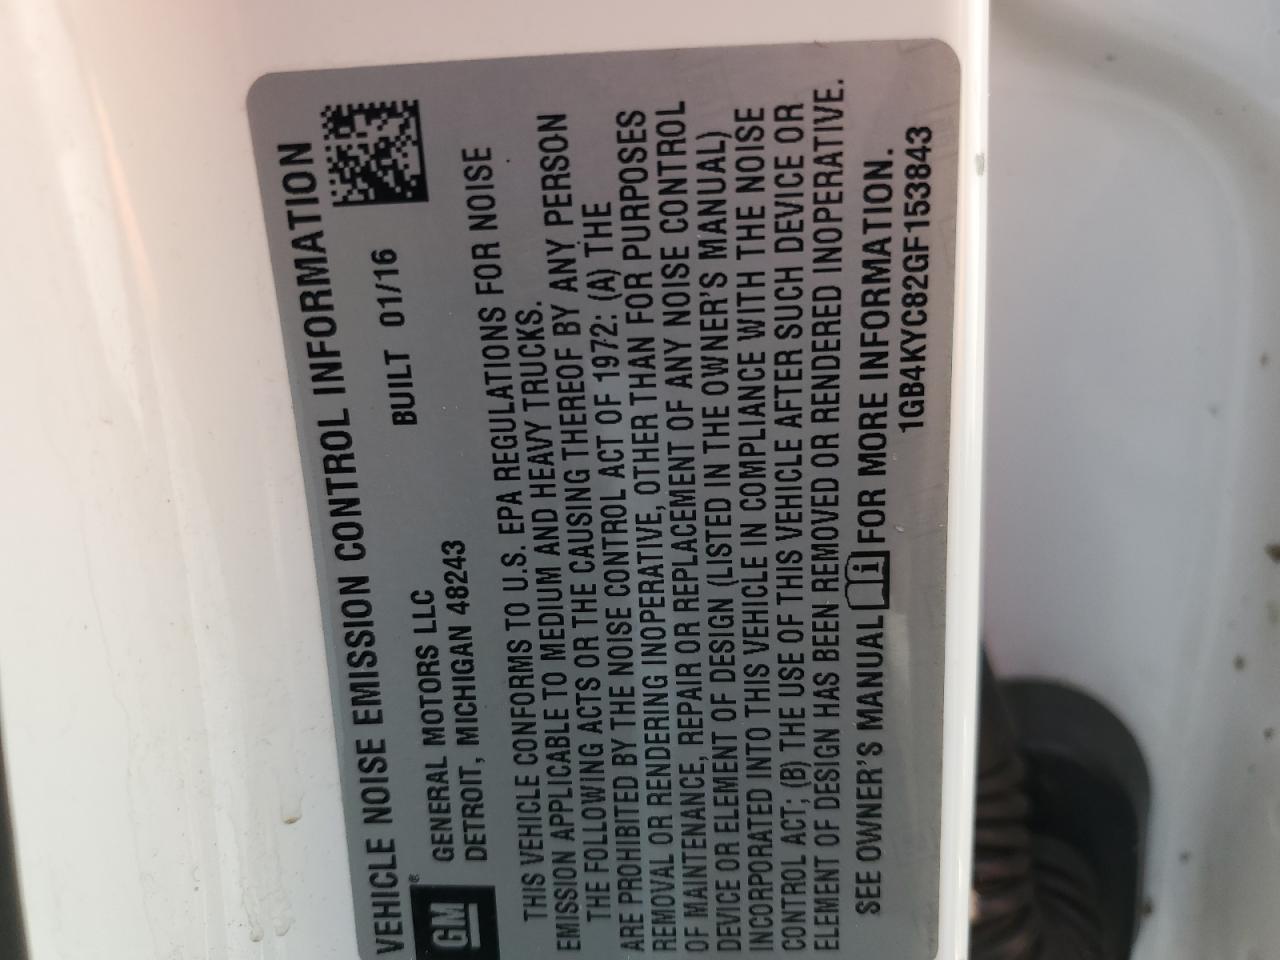 VEHICLE NOISE EMISSION CONTROL INFORMATION
GM®
GENERAL MOTORS LLC
BUILT 01/16
DETROIT, MICHIGAN 48243
THIS VEHICLE CONFORMS TO U.S. EPA REGULATIONS FOR NOISE
EMISSION APPLICABLE TO MEDIUM AND HEAVY TRUCKS.
THE FOLLOWING ACTS OR THE CAUSING THEREOF BY ANY PERSON
ARE PROHIBITED BY THE NOISE CONTROL ACT OF 1972: (A) THE
REMOVAL OR RENDERING INOPERATIVE, OTHER THAN FOR PURPOSES
OF MAINTENANCE, REPAIR OR REPLACEMENT OF ANY NOISE CONTROL
DEVICE OR ELEMENT OF DESIGN (LISTED IN THE OWNER'S MANUAL)
INCORPORATED INTO THIS VEHICLE IN COMPLIANCE WITH THE NOISE
CONTROL ACT; (B) THE USE OF THIS VEHICLE AFTER SUCH DEVICE OR
ELEMENT OF DESIGN HAS BEEN REMOVED OR RENDERED INOPERATIVE.
SEE OWNER'S MANUAL i FOR MORE INFORMATION.
1GB4KYC82GF153843